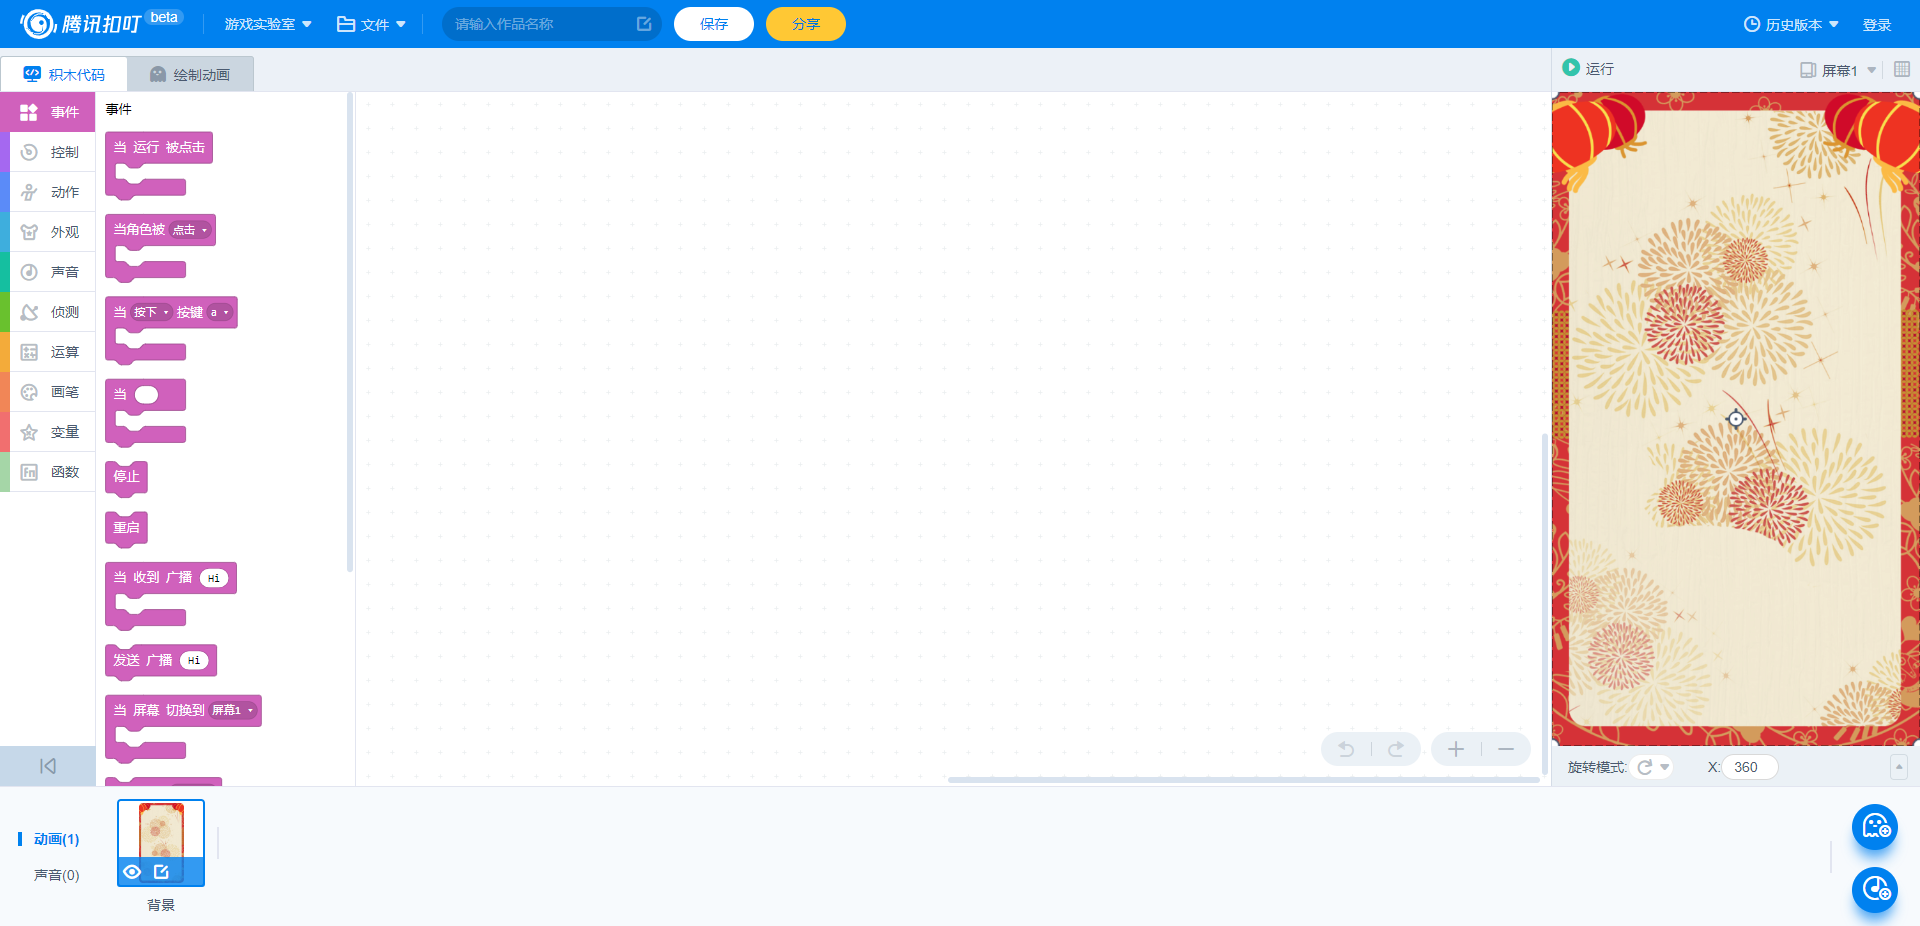 腾讯扣叮 beta 游戏实验室 文件 请输入作品名称 保存 分享 历史版本 登录
积木代码 绘制动画 运行 屏幕1
事件
控制
动作
外观
声音
侦测
运算
画笔
变量
函数
事件
当 运行 被点击
当角色被 点击
当 按下 按键 a
当
停止
重启
当 收到 广播 Hi
发送 广播 Hi
当 屏幕 切换到 屏幕1
旋转模式: X: 360
动画(1)
声音(0)
背景